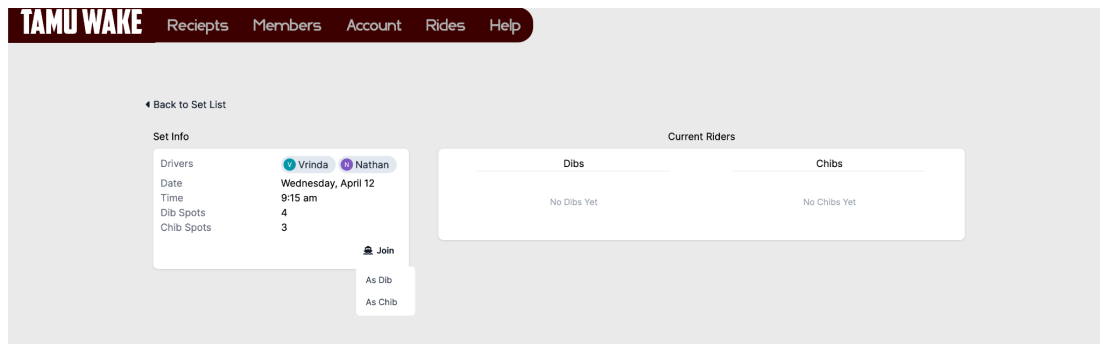 TAMU WAKE Reciepts Members Account Rides Help
Back to Set List
Set Info
Drivers V Vrinda N Nathan
Date Wednesday, April 12
Time 9:15 am
Dib Spots 4
Chib Spots 3
Join
As Dib
As Chib
Current Riders
Dibs Chibs
No Dibs Yet No Chibs Yet